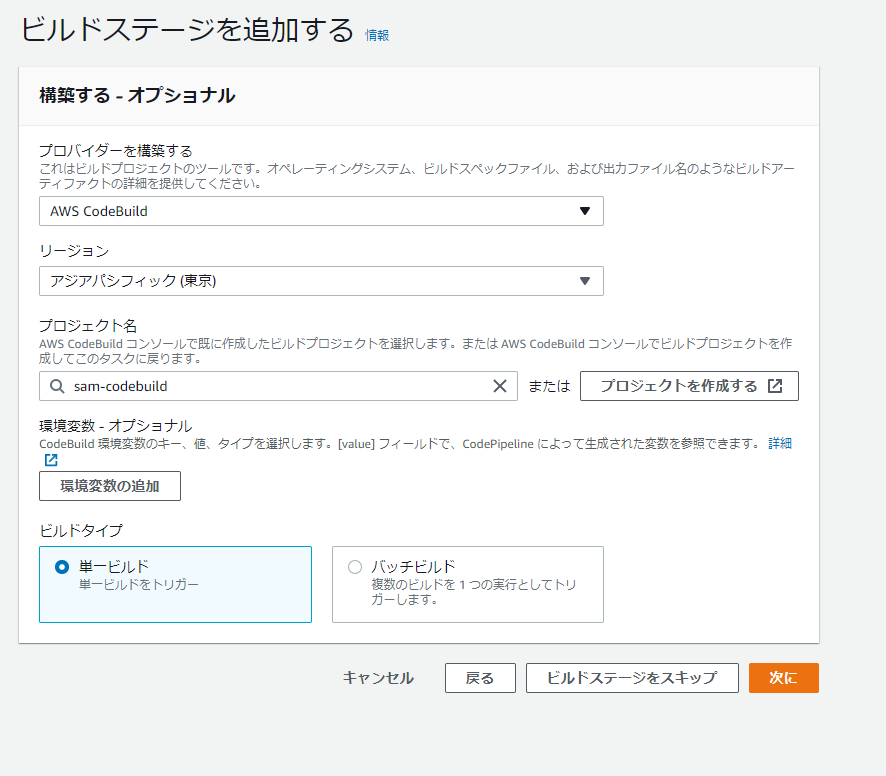 ビルドステージを追加する 情報
構築する - オプショナル
プロバイダーを構築する
これはビルドプロジェクトのツールです。オペレーティングシステム、ビルドスペックファイル、および出力ファイル名のようなビルドアー
ティファクトの詳細を提供してください。
AWS CodeBuild
リージョン
アジアパシフィック (東京)
プロジェクト名
AWS CodeBuild コンソールで既に作成したビルドプロジェクトを選択します。または AWS CodeBuild コンソールでビルドプロジェクトを作
成してこのタスクに戻ります。
sam-codebuild または プロジェクトを作成する
環境変数 - オプショナル
CodeBuild 環境変数のキー、値、タイプを選択します。[value] フィールドで、CodePipeline によって生成された変数を参照できます。 詳細
環境変数の追加
ビルドタイプ
単一ビルド
単一ビルドをトリガー
バッチビルド
複数のビルドを 1 つの実行としてトリ
ガーします。
キャンセル 戻る ビルドステージをスキップ 次に